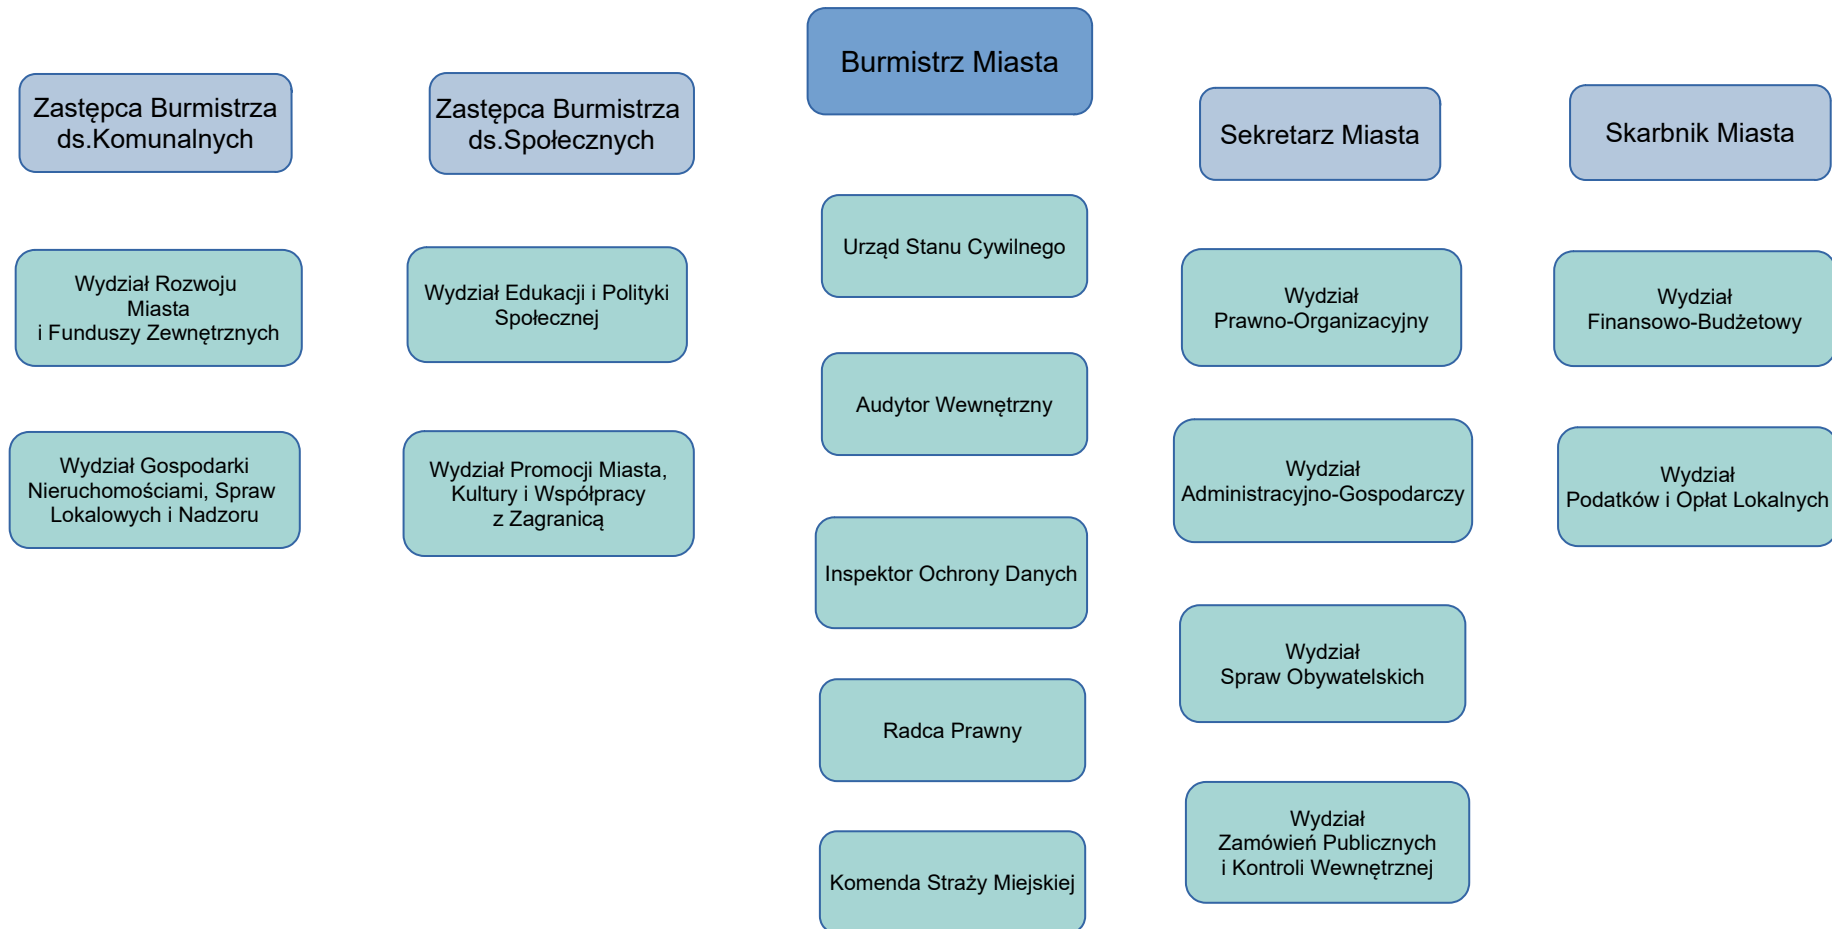 Burmistrz Miasta
Zastępca Burmistrza
ds.Komunalnych
Zastępca Burmistrza
ds.Społecznych
Sekretarz Miasta
Skarbnik Miasta
Wydział Rozwoju
Miasta
i Funduszy Zewnętrznych
Wydział Gospodarki
Nieruchomościami, Spraw
Lokalowych i Nadzoru
Wydział Edukacji i Polityki
Społecznej
Wydział Promocji Miasta,
Kultury i Współpracy
z Zagranicą
Urząd Stanu Cywilnego
Audytor Wewnętrzny
Inspektor Ochrony Danych
Radca Prawny
Komenda Straży Miejskiej
Wydział
Prawno-Organizacyjny
Wydział
Administracyjno-Gospodarczy
Wydział
Spraw Obywatelskich
Wydział
Zamówień Publicznych
i Kontroli Wewnętrznej
Wydział
Finansowo-Budżetowy
Wydział
Podatków i Opłat Lokalnych